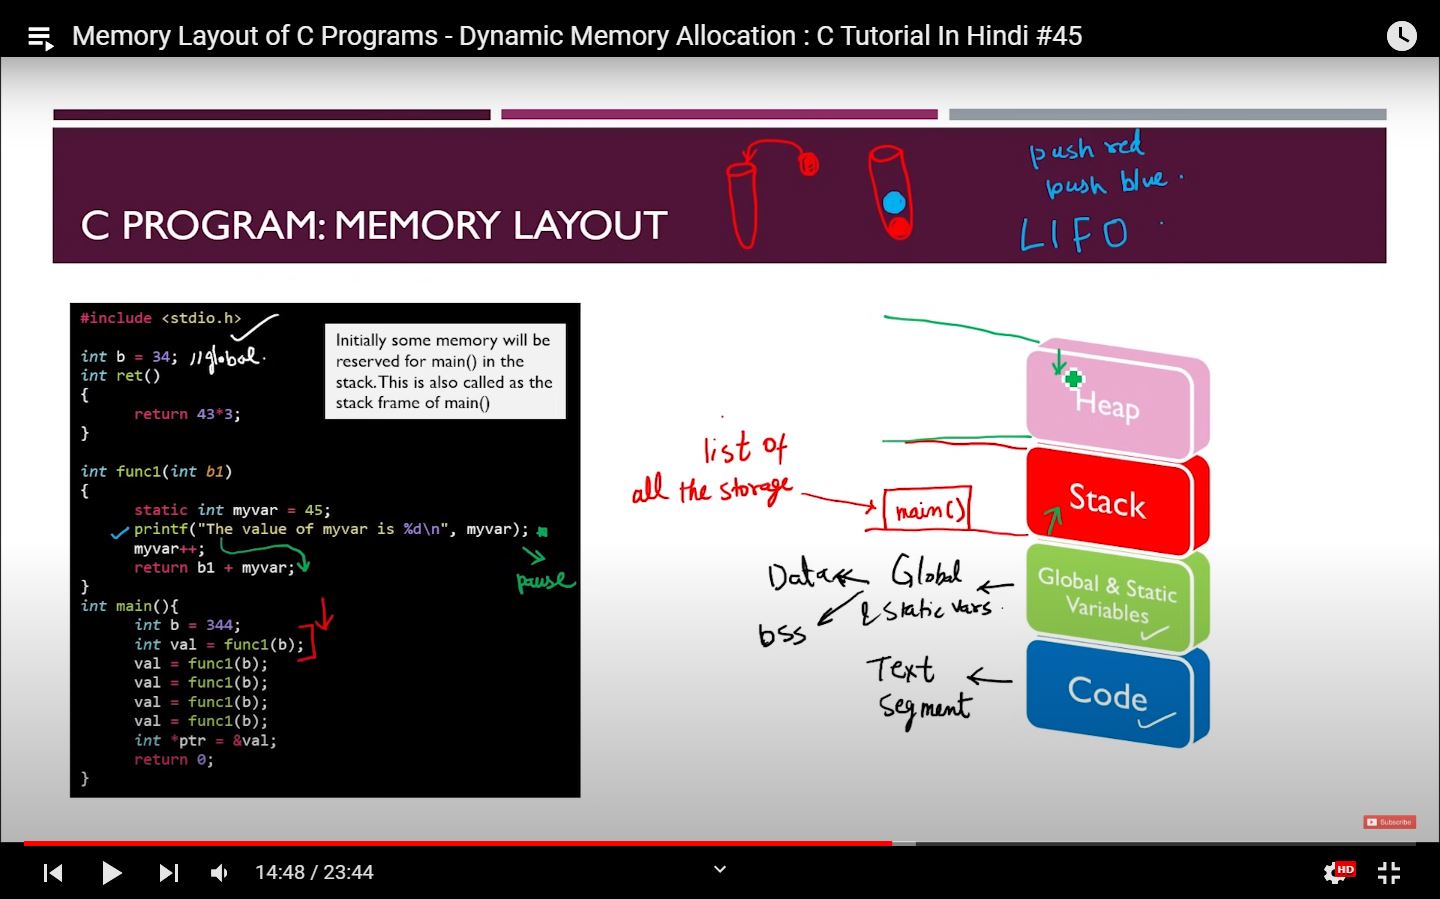 Memory Layout of C Programs - Dynamic Memory Allocation : C Tutorial In Hindi #45
push red
push blue.
LIFO
C PROGRAM: MEMORY LAYOUT
#include <stdio.h>
int b = 34; //global.
int ret()
{
return 43*3;
}
int func1(int b1)
{
static int myvar = 45;
printf("The value of myvar is %d\n", myvar);
myvar++;
return b1 + myvar;
}
int main(){
int b = 344;
int val = func1(b);
val = func1(b);
val = func1(b);
val = func1(b);
val = func1(b);
int *ptr = &val;
return 0;
}
pause
Initially some memory will be
reserved for main() in the
stack. This is also called as the
stack frame of main()
list of
all the storage
main()
Data
Global
& static vars.
bss
Text
Segment
Heap
Stack
Global & Static
Variables
Code
Subscribe
14:48 / 23:44
HD